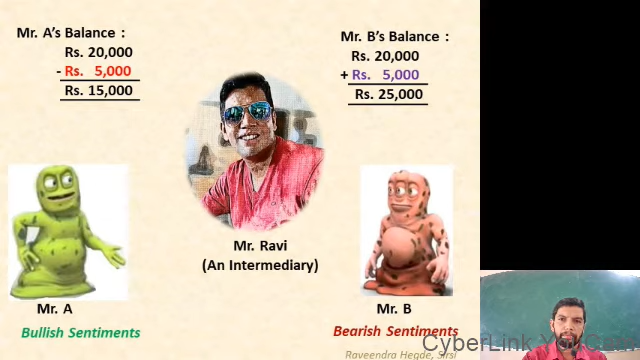 Mr. A's Balance :
Rs. 20,000
- Rs. 5,000
Rs. 15,000
Mr. B's Balance :
Rs. 20,000
+ Rs. 5,000
Rs. 25,000
Mr. Ravi
(An Intermediary)
Mr. A
Bullish Sentiments
Mr. B
Bearish Sentiments
Raveendra Hegde, Sirsi
CyberLink YouCam